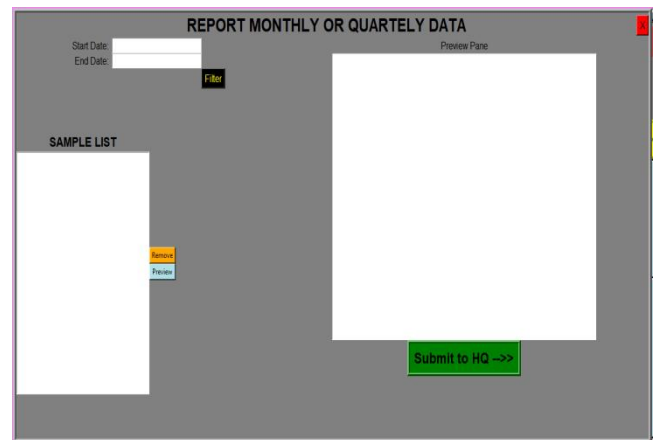 REPORT MONTHLY OR QUARTELY DATA
X
Start Date:
End Date:
Filter
Preview Pane
SAMPLE LIST
Remove
Preview
Submit to HQ -->>